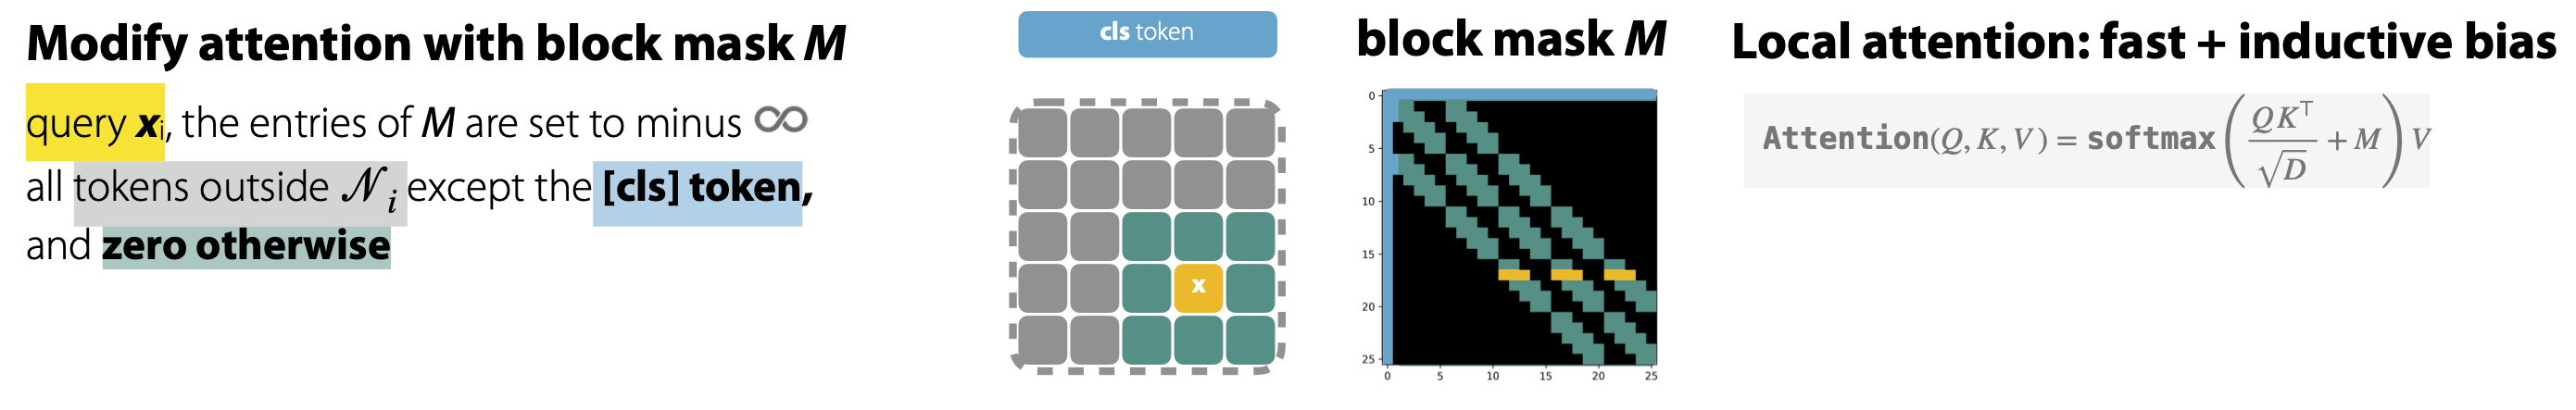 Modify attention with block mask M
query xi, the entries of M are set to minus ∞
all tokens outside 𝒩i except the [cls] token,
and zero otherwise
cls token
x
block mask M
0
5
10
15
20
25
0 5 10 15 20 25
Local attention: fast + inductive bias
Attention(Q, K, V) = softmax(QK⊤/√D + M)V